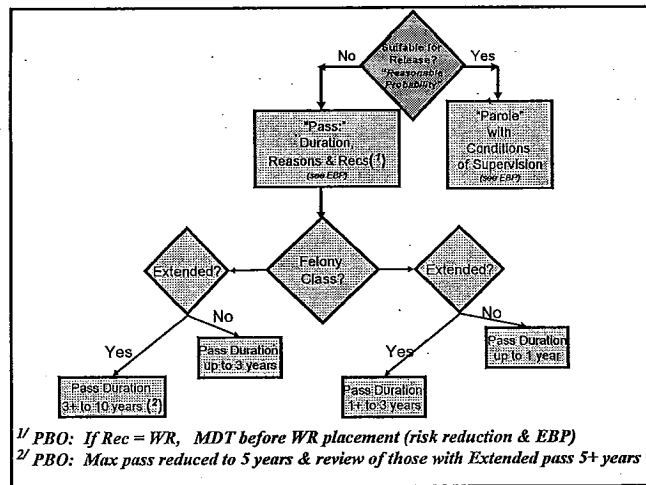 Suitable for
Release?
"Reasonable
Probability"
No
Yes
"Pass:"
Duration,
Reasons & Recs(1)
(see EBP)
"Parole"
with
Conditions
of Supervision
(see EBP)
Extended?
Felony
Class?
Extended?
No
Yes
Pass Duration
up to 3 years
Pass Duration
3+ to 10 years (2)
No
Yes
Pass Duration
up to 1 year
Pass Duration
1+ to 3 years
1/ PBO: If Rec = WR, MDT before WR placement (risk reduction & EBP)
2/ PBO: Max pass reduced to 5 years & review of those with Extended pass 5+ years